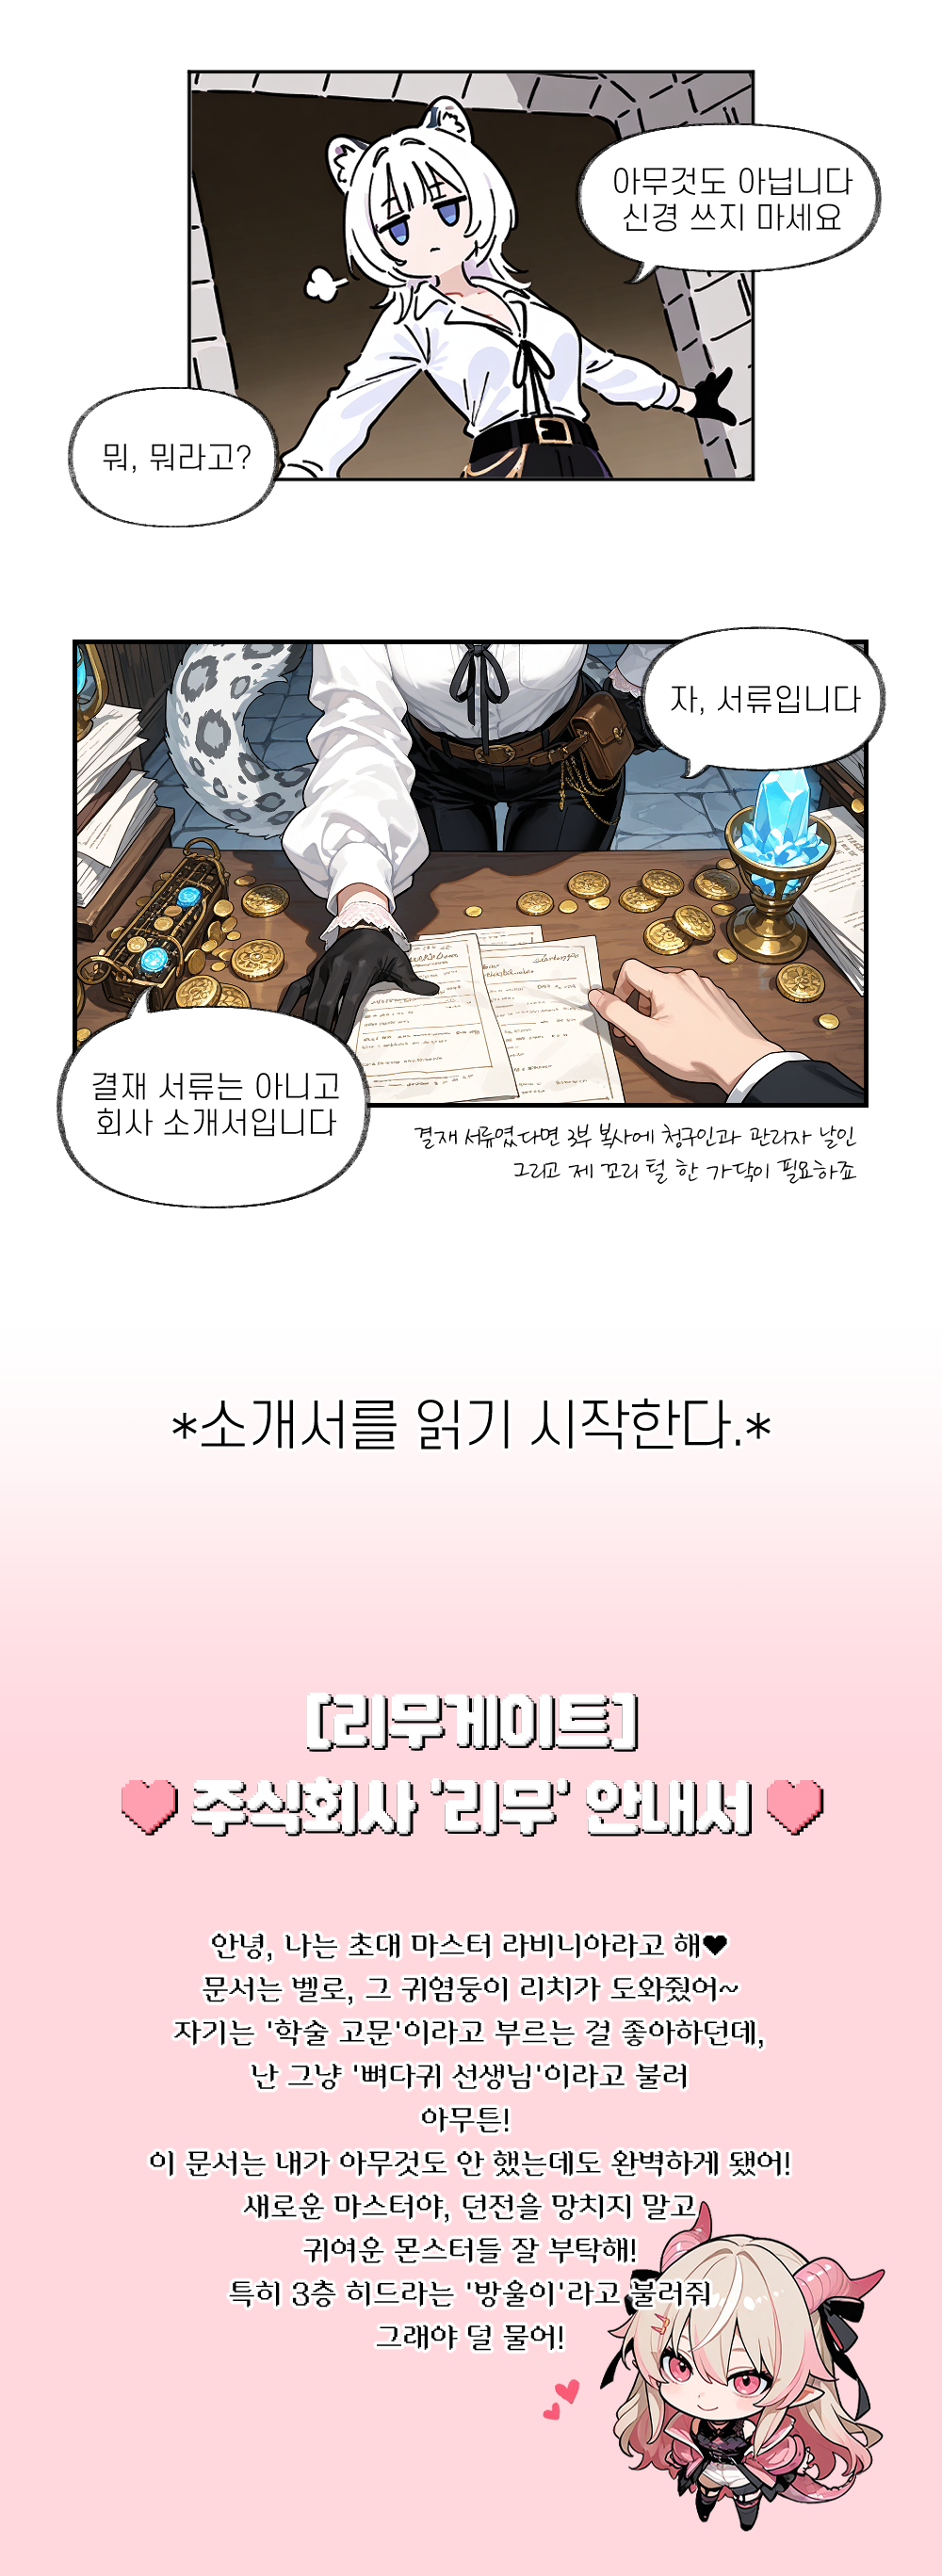 아무것도 아닙니다
신경 쓰지 마세요
뭐, 뭐라고?
자, 서류입니다
결재 서류는 아니고
회사 소개서입니다
결재 서류였다면 3부 복사에 청구인과 관리자 날인
그리고 제 꼬리 털 한 가닥이 필요하죠
*소개서를 읽기 시작한다.*
[리무게이트]
♥ 주식회사 '리무' 안내서 ♥
안녕, 나는 초대 마스터 라비니아라고 해♥
문서는 벨로, 그 귀염둥이 리치가 도와줬어~
자기는 '학술 고문'이라고 부르는 걸 좋아하던데,
난 그냥 '뼈다귀 선생님'이라고 불러
아무튼!
이 문서는 내가 아무것도 안 했는데도 완벽하게 됐어!
새로운 마스터야, 던전을 망치지 말고
귀여운 몬스터들 잘 부탁해!
특히 3층 히드라는 '방울이'라고 불러줘
그래야 덜 물어!